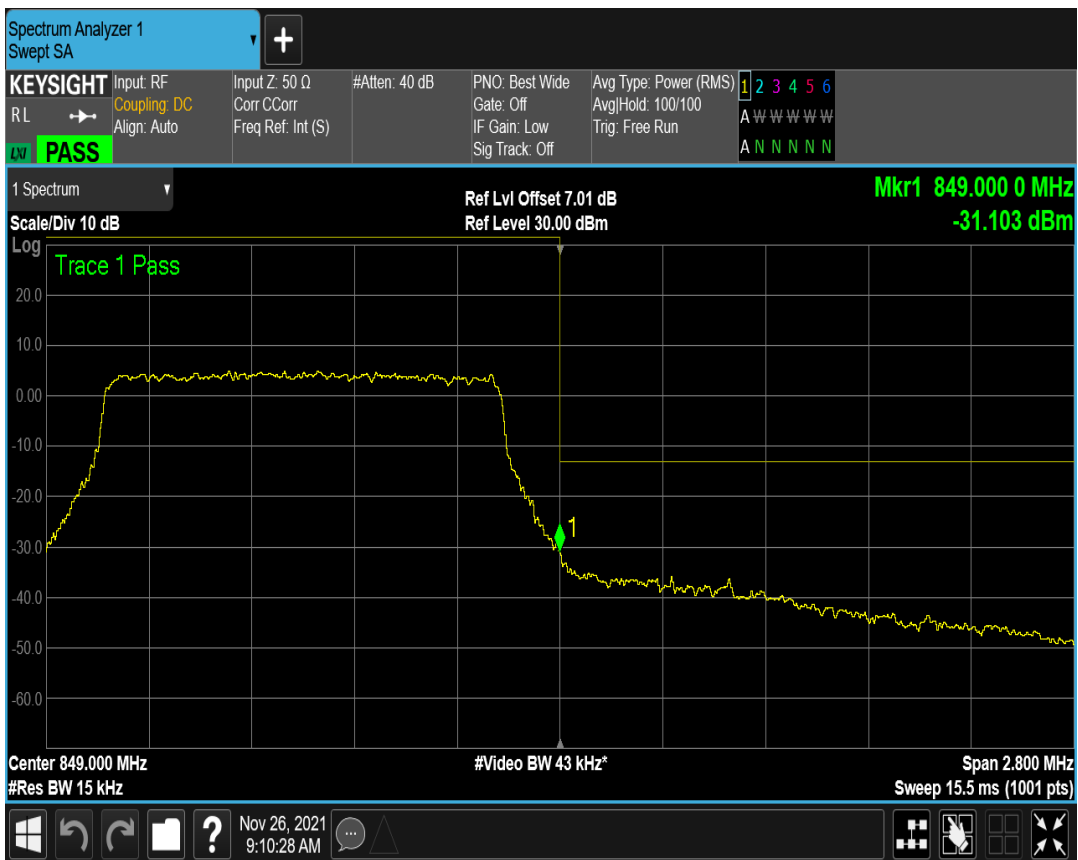 Spectrum Analyzer 1
Swept SA
+
KEYSIGHT
RL
LXI PASS
Input: RF
Coupling: DC
Align: Auto
Input Z: 50 Ω
Corr CCorr
Freq Ref: Int (S)
#Atten: 40 dB
PNO: Best Wide
Gate: Off
IF Gain: Low
Sig Track: Off
Avg Type: Power (RMS)
Avg|Hold: 100/100
Trig: Free Run
1 2 3 4 5 6
A W W W W W
A N N N N N
1 Spectrum
Scale/Div 10 dB
Ref Lvl Offset 7.01 dB
Ref Level 30.00 dBm
Mkr1 849.000 0 MHz
-31.103 dBm
Log
Trace 1 Pass
20.0
10.0
0.00
-10.0
-20.0
1
-30.0
-40.0
-50.0
-60.0
Center 849.000 MHz
#Res BW 15 kHz
#Video BW 43 kHz*
Span 2.800 MHz
Sweep 15.5 ms (1001 pts)
?
Nov 26, 2021
9:10:28 AM